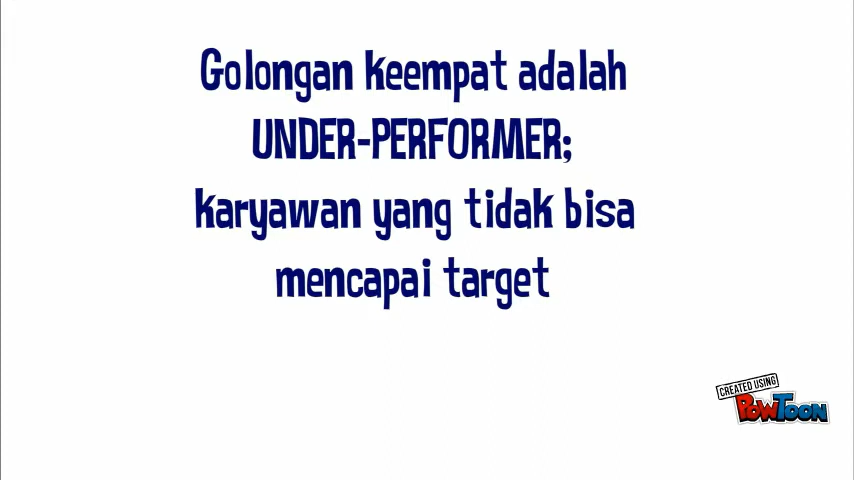 Golongan keempat adalah
UNDER-PERFORMER;
karyawan yang tidak bisa
mencapai target
CREATED USING
POWTOON